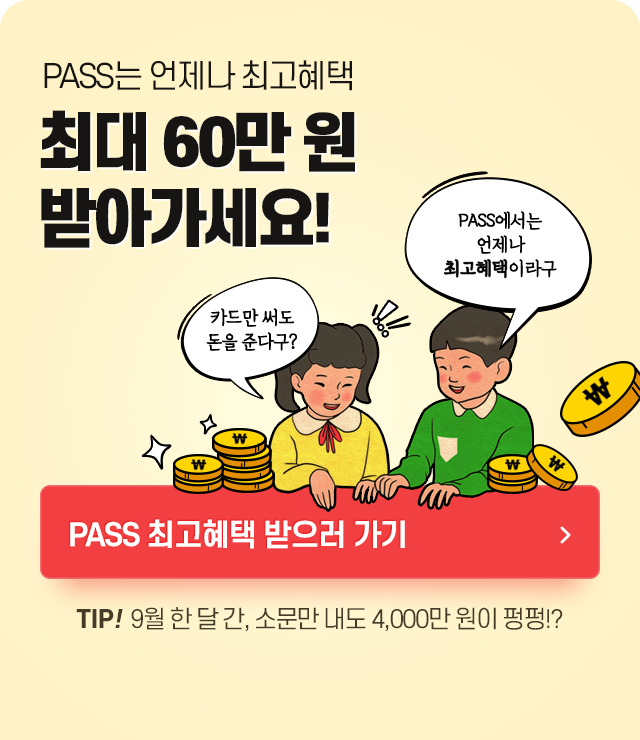 PASS는 언제나 최고혜택
최대 60만 원
받아가세요!
PASS에서는
언제나
최고혜택이라구
카드만 써도
돈을 준다구?
PASS 최고혜택 받으러 가기
TIP! 9월 한 달 간, 소문만 내도 4,000만 원이 펑펑!?